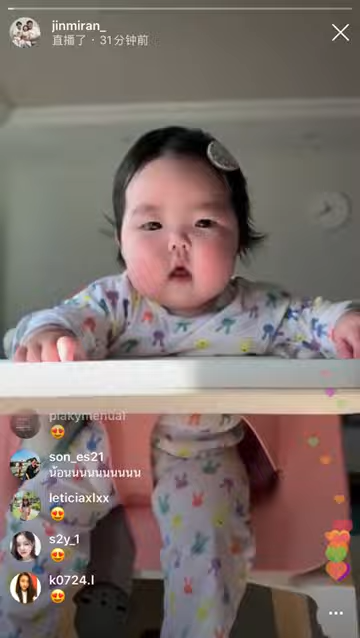 jinmiran_
直播了 · 31分钟前
plakymendut
son_es21
น้อนนนนนนนนนน
leticiaxlxx
😍
s2y_1
😍
k0724.l
😍